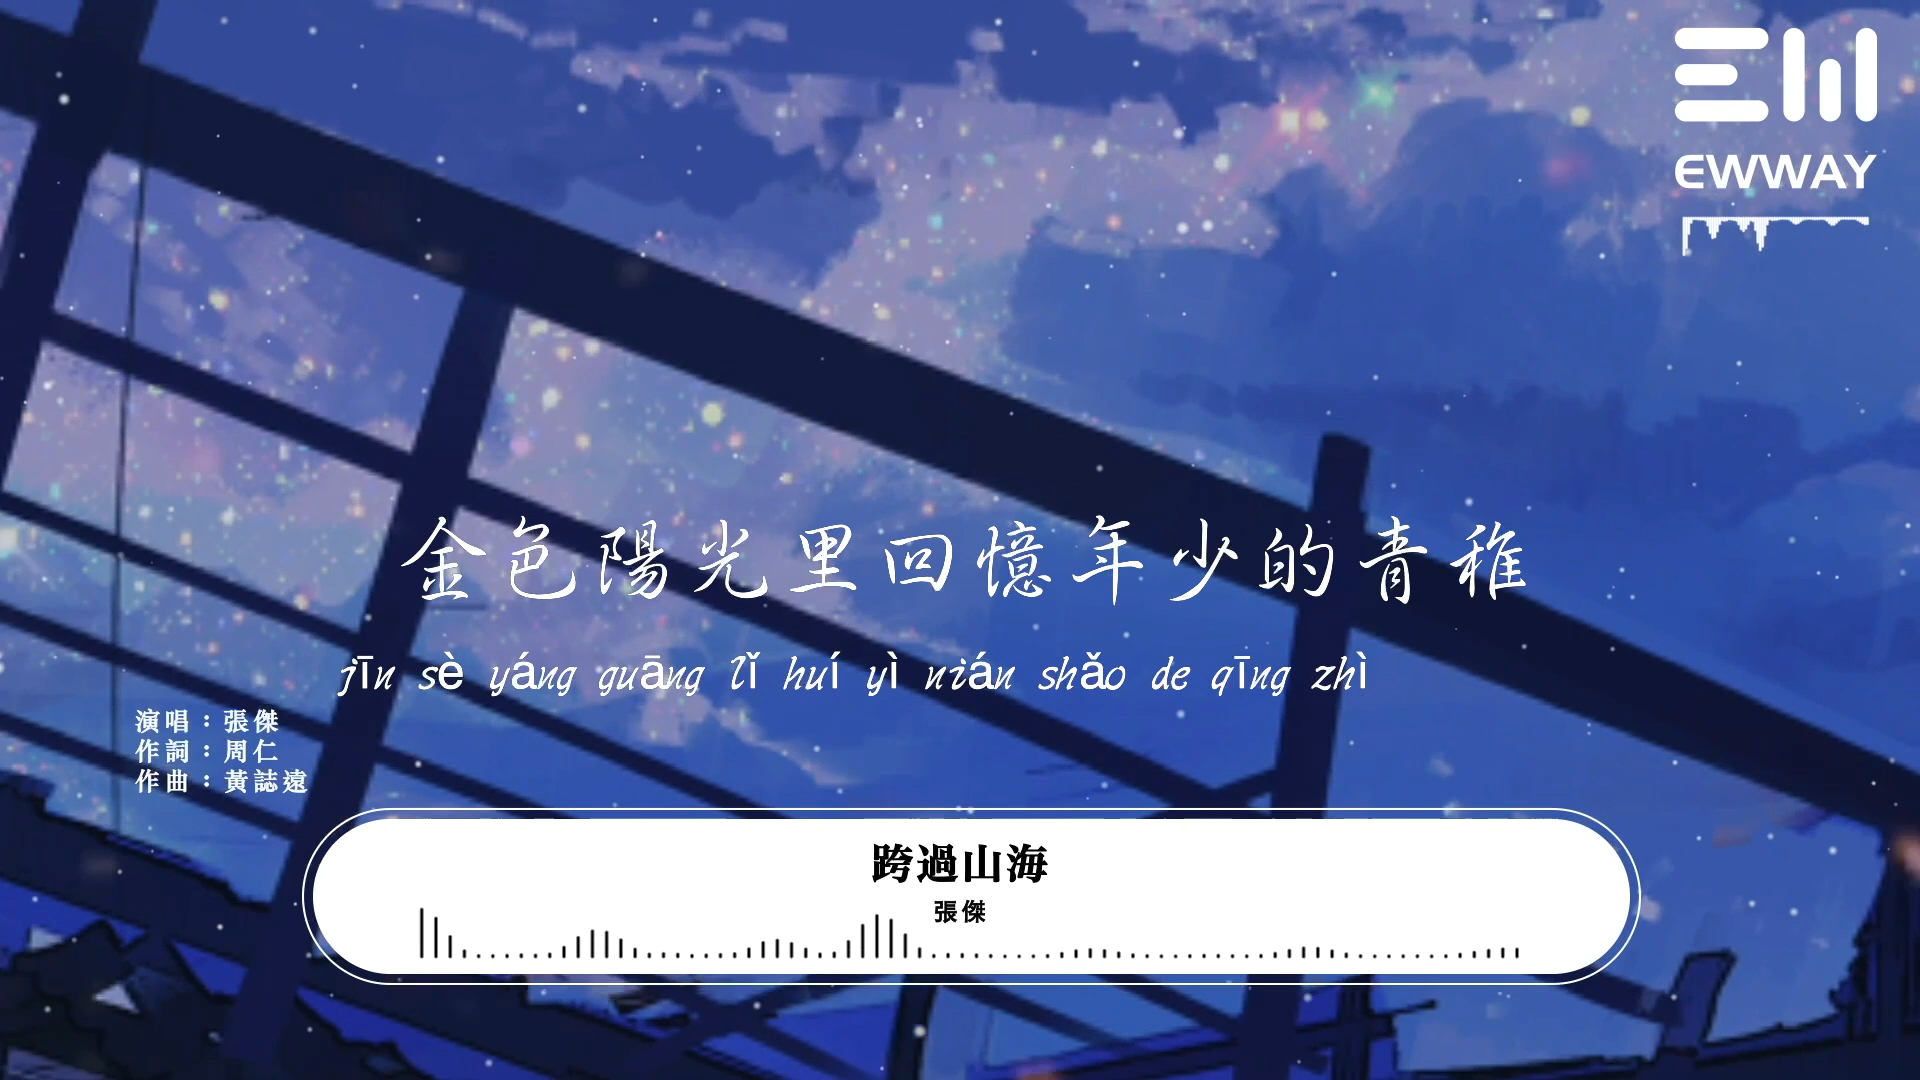 EW
EWWAY
金色陽光里回憶年少的青稚
jīn sè yáng guāng lǐ huí yì nián shǎo de qīng zhì
演唱：張傑
作詞：周仁
作曲：黃誌遠
跨過山海
張傑